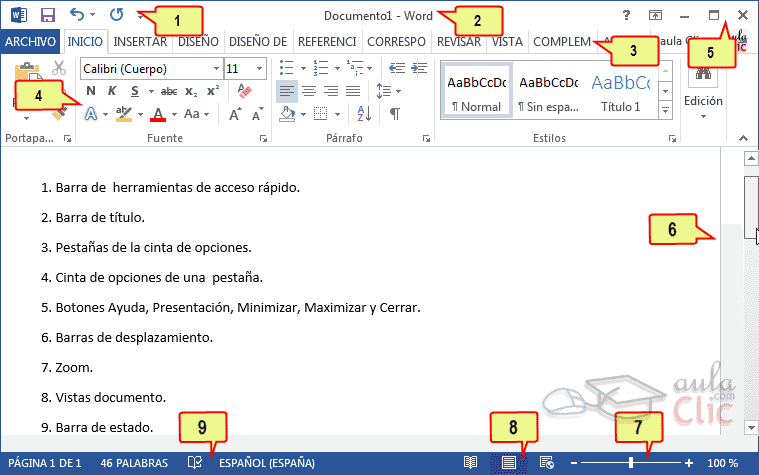 1
Documento1 - Word
2
?
ARCHIVO INICIO INSERTAR DISEÑO DISEÑO DE REFERENCI CORRESPO REVISAR VISTA COMPLEM
3
5
Clic
Calibri (Cuerpo) 11
AaBbCcDc AaBbCcDc AaBbCc
¶ Normal ¶ Sin espa... Título 1
Edición
4
N K S abc x₂ x²
A aby A Aa A A
Portapa... Fuente Párrafo Estilos
1. Barra de herramientas de acceso rápido.
2. Barra de título.
3. Pestañas de la cinta de opciones.
6
4. Cinta de opciones de una pestaña.
5. Botones Ayuda, Presentación, Minimizar, Maximizar y Cerrar.
6. Barras de desplazamiento.
7. Zoom.
8. Vistas documento.
9. Barra de estado.
aula
.com
Clic
9
8
7
PÁGINA 1 DE 1 46 PALABRAS ESPAÑOL (ESPAÑA) 100 %